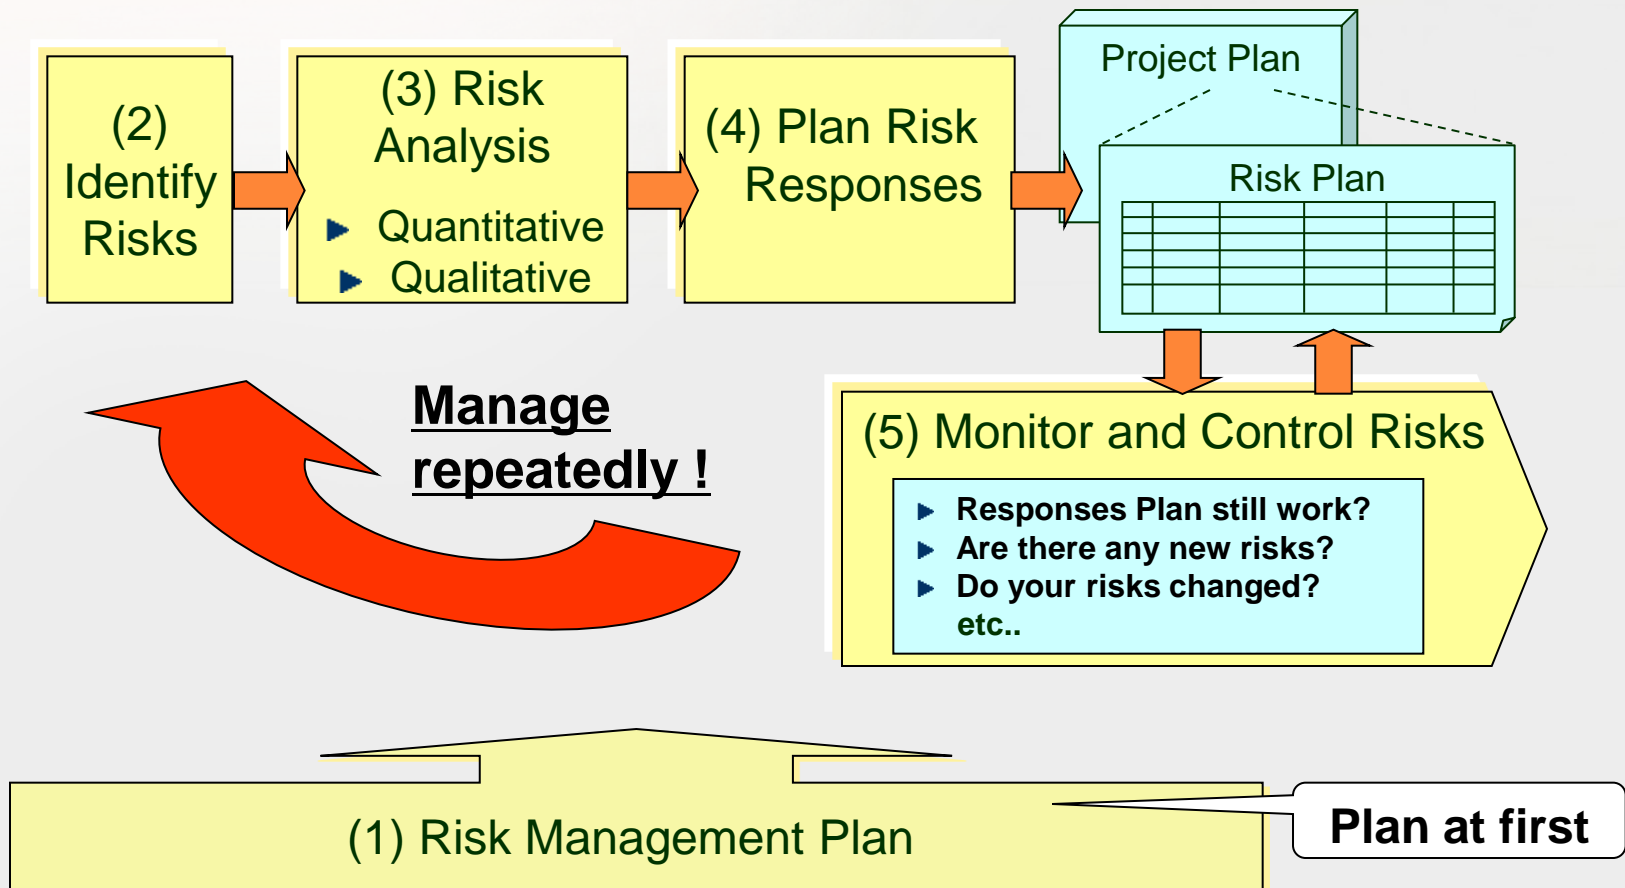 (2)
Identify
Risks
(3) Risk
Analysis
Quantitative
Qualitative
(4) Plan Risk
Responses
Project Plan
Risk Plan
Manage
repeatedly !
(5) Monitor and Control Risks
Responses Plan still work?
Are there any new risks?
Do your risks changed?
etc..
(1) Risk Management Plan
Plan at first